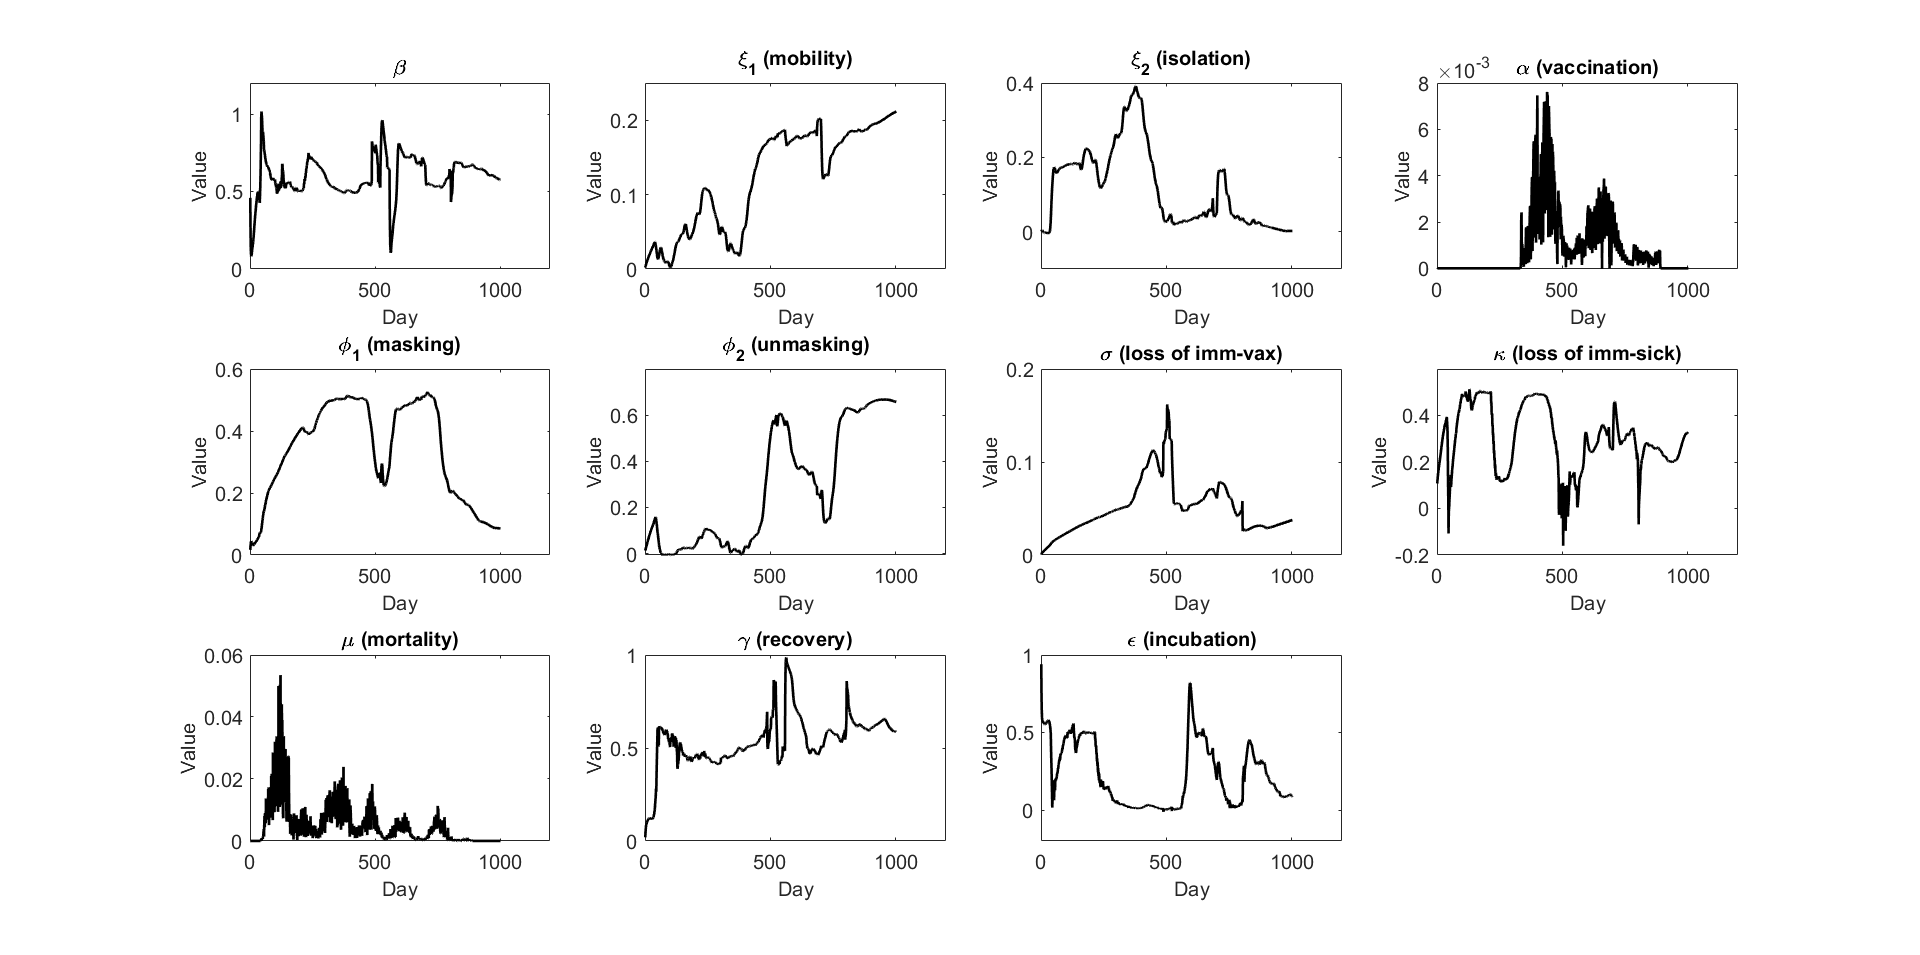 β
Value
1
0.5
0
0 500 1000
Day
ξ1 (mobility)
Value
0.2
0.1
0
0 500 1000
Day
ξ2 (isolation)
Value
0.4
0.2
0
0 500 1000
Day
×10-3 α (vaccination)
Value
8
6
4
2
0
0 500 1000
Day
ϕ1 (masking)
Value
0.6
0.4
0.2
0
0 500 1000
Day
ϕ2 (unmasking)
Value
0.6
0.4
0.2
0
0 500 1000
Day
σ (loss of imm-vax)
Value
0.2
0.1
0
0 500 1000
Day
κ (loss of imm-sick)
Value
0.4
0.2
0
-0.2
0 500 1000
Day
μ (mortality)
Value
0.06
0.04
0.02
0
0 500 1000
Day
γ (recovery)
Value
1
0.5
0
0 500 1000
Day
ϵ (incubation)
Value
1
0.5
0
0 500 1000
Day